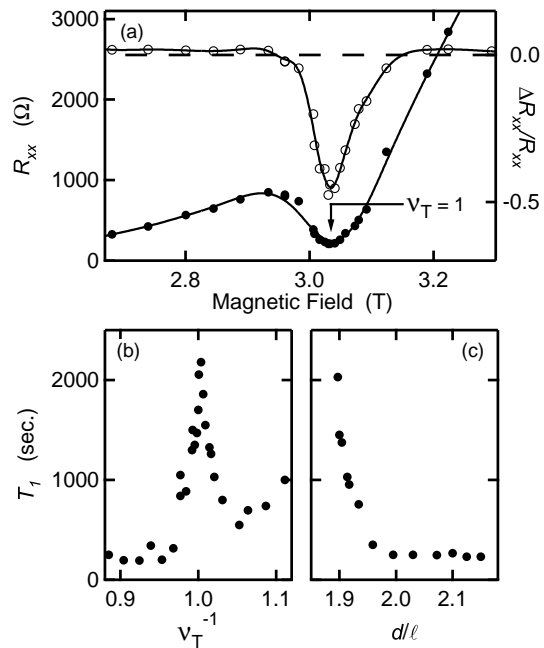 (a)
3000
2000
1000
0
R_xx (Ω)
0.0
-0.5
ΔR_xx/R_xx
ν_T = 1
2.8 3.0 3.2
Magnetic Field (T)
(b) (c)
2000
1000
0
T_1 (sec.)
0.9 1.0 1.1 1.9 2.0 2.1
ν_T^-1 d/ℓ